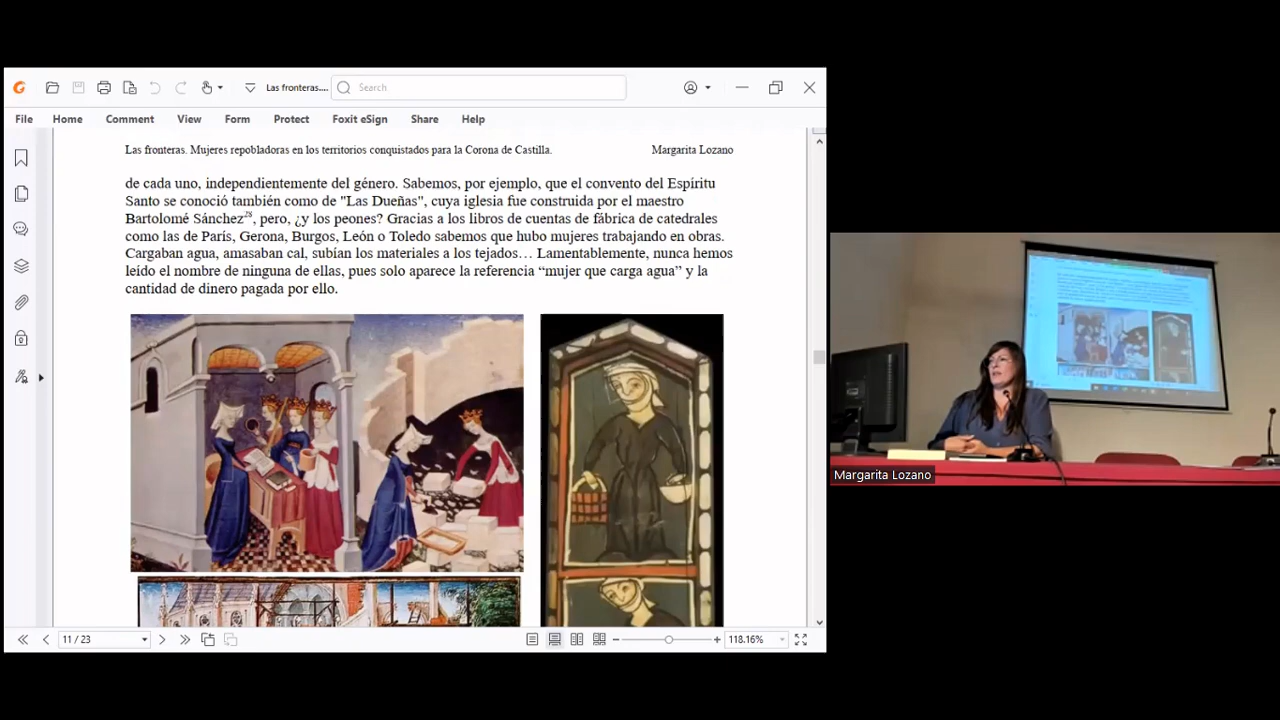 Las fronteras....
Search
File Home Comment View Form Protect Foxit eSign Share Help
Las fronteras. Mujeres repobladoras en los territorios conquistados para la Corona de Castilla. Margarita Lozano
de cada uno, independientemente del género. Sabemos, por ejemplo, que el convento del Espíritu
Santo se conoció también como de "Las Dueñas", cuya iglesia fue construida por el maestro
Bartolomé Sánchez, pero, ¿y los peones? Gracias a los libros de cuentas de fábrica de catedrales
como las de París, Gerona, Burgos, León o Toledo sabemos que hubo mujeres trabajando en obras.
Cargaban agua, amasaban cal, subían los materiales a los tejados… Lamentablemente, nunca hemos
leído el nombre de ninguna de ellas, pues solo aparece la referencia “mujer que carga agua” y la
cantidad de dinero pagada por ello.
11 / 23
118.16%
Margarita Lozano